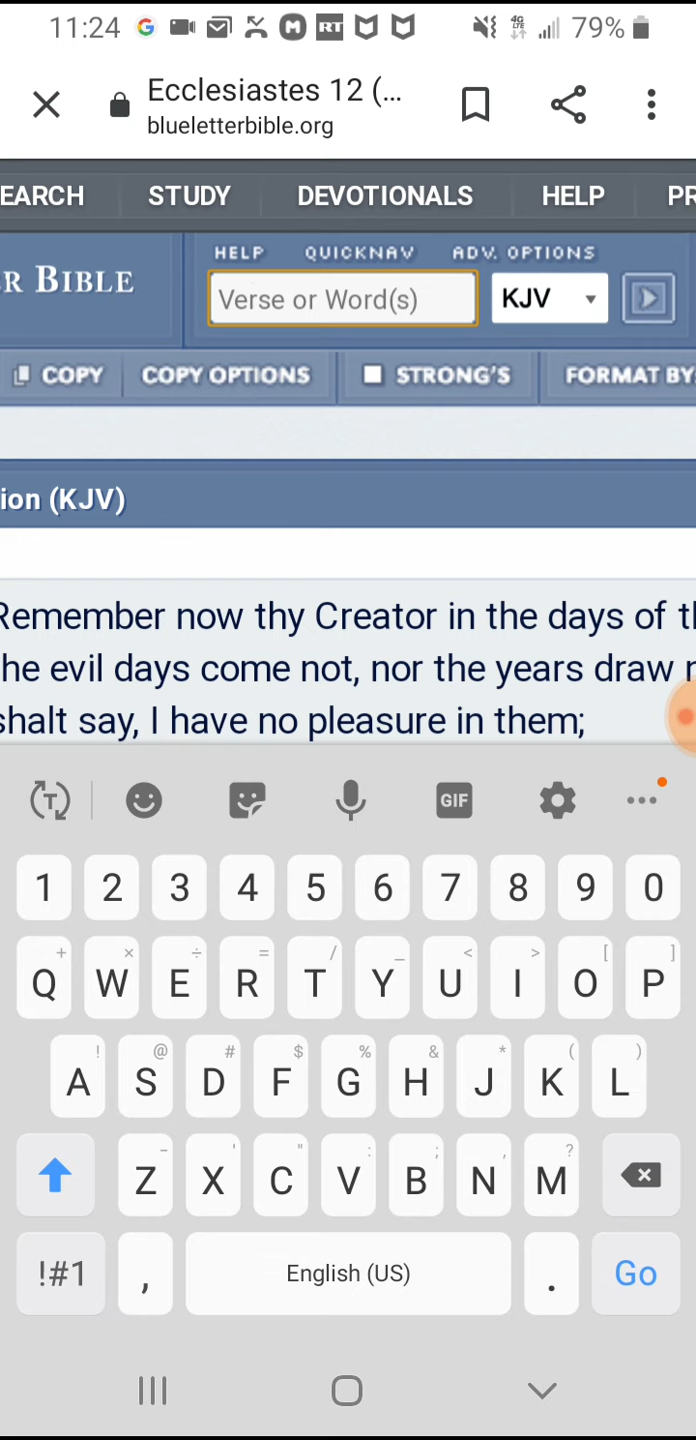 11:24 G M RT 4G LTE 79%
Ecclesiastes 12 (...
blueletterbible.org
EARCH STUDY DEVOTIONALS HELP PR
HELP QUICKNAV ADV. OPTIONS
R BIBLE
Verse or Word(s) KJV
COPY COPY OPTIONS STRONG'S FORMAT BY
ion (KJV)
Remember now thy Creator in the days of th
he evil days come not, nor the years draw n
shalt say, I have no pleasure in them;
T GIF ...
1 2 3 4 5 6 7 8 9 0
+ × ÷ = / _ < > [ ]
Q W E R T Y U I O P
! @ # $ % & * ( )
A S D F G H J K L
- ' " : ; , ?
Z X C V B N M
!#1 , English (US) . Go